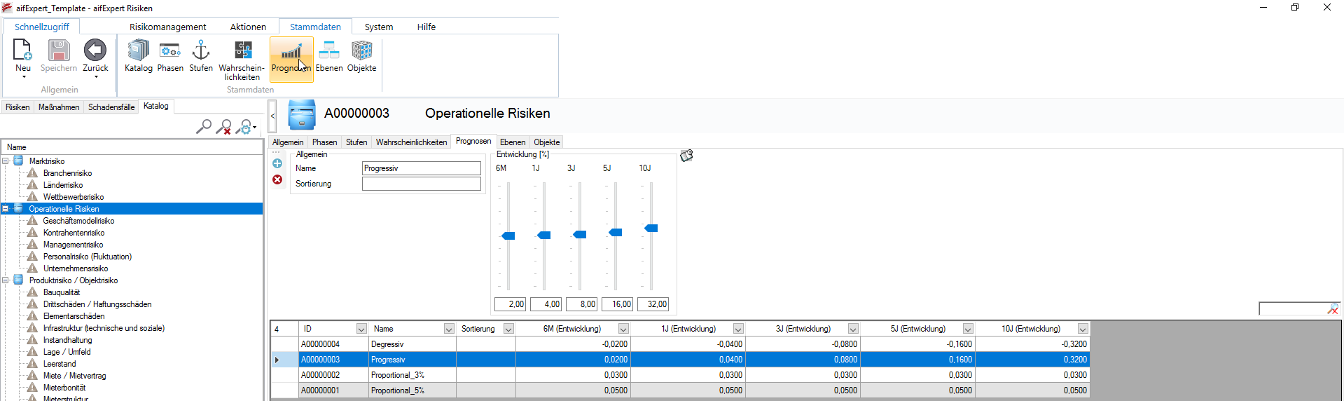 aifExpert_Template - aifExpert Risiken
Schnellzugriff Risikomanagement Aktionen Stammdaten System Hilfe
Neu Speichern Zurück Katalog Phasen Stufen Wahrschein-lichkeiten Prognosen Ebenen Objekte
Allgemein Stammdaten
Risiken Maßnahmen Schadensfälle Katalog
A00000003 Operationelle Risiken
Allgemein Phasen Stufen Wahrscheinlichkeiten Prognosen Ebenen Objekte
Name
Marktrisiko
Branchenrisiko
Länderrisiko
Wettbewerbsrisiko
Operationelle Risiken
Geschäftsmodellrisiko
Kontrahentenrisiko
Managementrisiko
Personalrisiko (Fluktuation)
Unternehmensrisiko
Produktrisiko / Objektrisiko
Bauqualität
Drittschäden / Haftungsschäden
Elementarschäden
Infrastruktur (technische und soziale)
Instandhaltung
Lage / Umfeld
Leerstand
Miete / Mietvertrag
Mieterbonität
Mieterstruktur
Allgemein
Name Progressiv
Sortierung
Entwicklung [%]
6M 1J 3J 5J 10J
2,00 4,00 8,00 16,00 32,00
4 ID Name Sortierung 6M (Entwicklung) 1J (Entwicklung) 3J (Entwicklung) 5J (Entwicklung) 10J (Entwicklung)
A00000004 Degressiv -0,0200 -0,0400 -0,0800 -0,1600 -0,3200
A00000003 Progressiv 0,0200 0,0400 0,0800 0,1600 0,3200
A00000002 Proportional_3% 0,0300 0,0300 0,0300 0,0300 0,0300
A00000001 Proportional_5% 0,0500 0,0500 0,0500 0,0500 0,0500